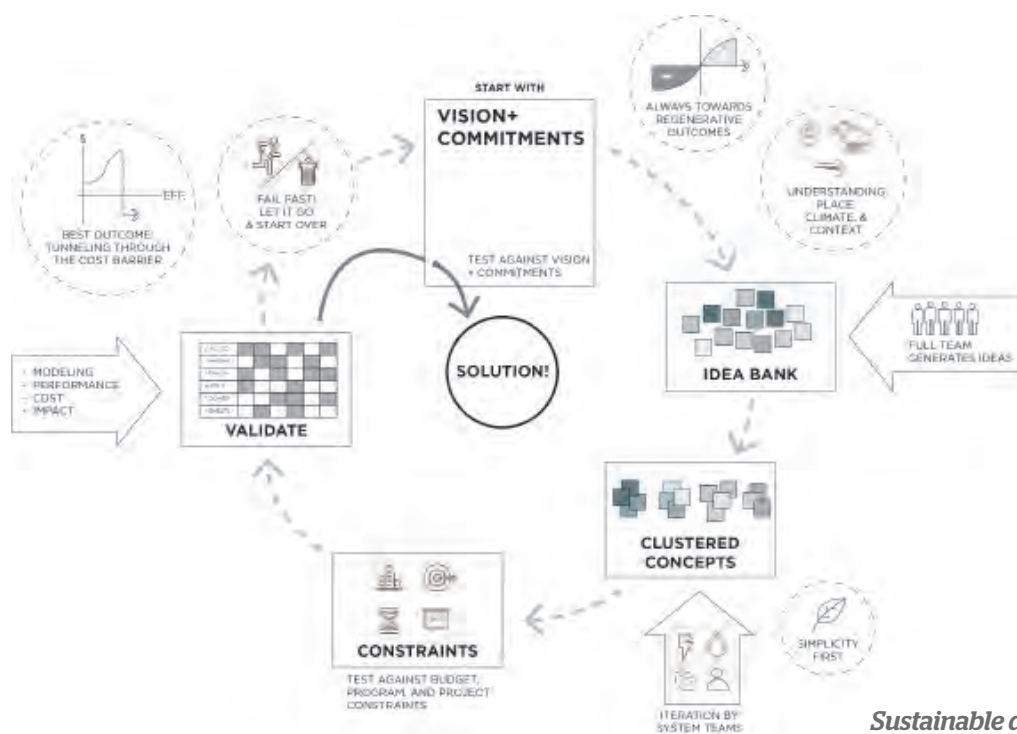 START WITH
VISION+
COMMITMENTS
TEST AGAINST VISION
+ COMMITMENTS
ALWAYS TOWARDS
REGENERATIVE
OUTCOMES
UNDERSTANDING
PLACE,
CLIMATE, &
CONTEXT
IDEA BANK
FULL TEAM
GENERATES IDEAS
CLUSTERED
CONCEPTS
SIMPLICITY
FIRST
ITERATION BY
SYSTEM TEAMS
CONSTRAINTS
TEST AGAINST BUDGET,
PROGRAM, AND PROJECT
CONSTRAINTS
VALIDATE
• MODELING
• PERFORMANCE
• COST
• IMPACT
$
EFF.
BEST OUTCOME:
TUNNELING THROUGH
THE COST BARRIER
FAIL FAST!
LET IT GO
& START OVER
SOLUTION!
Sustainable